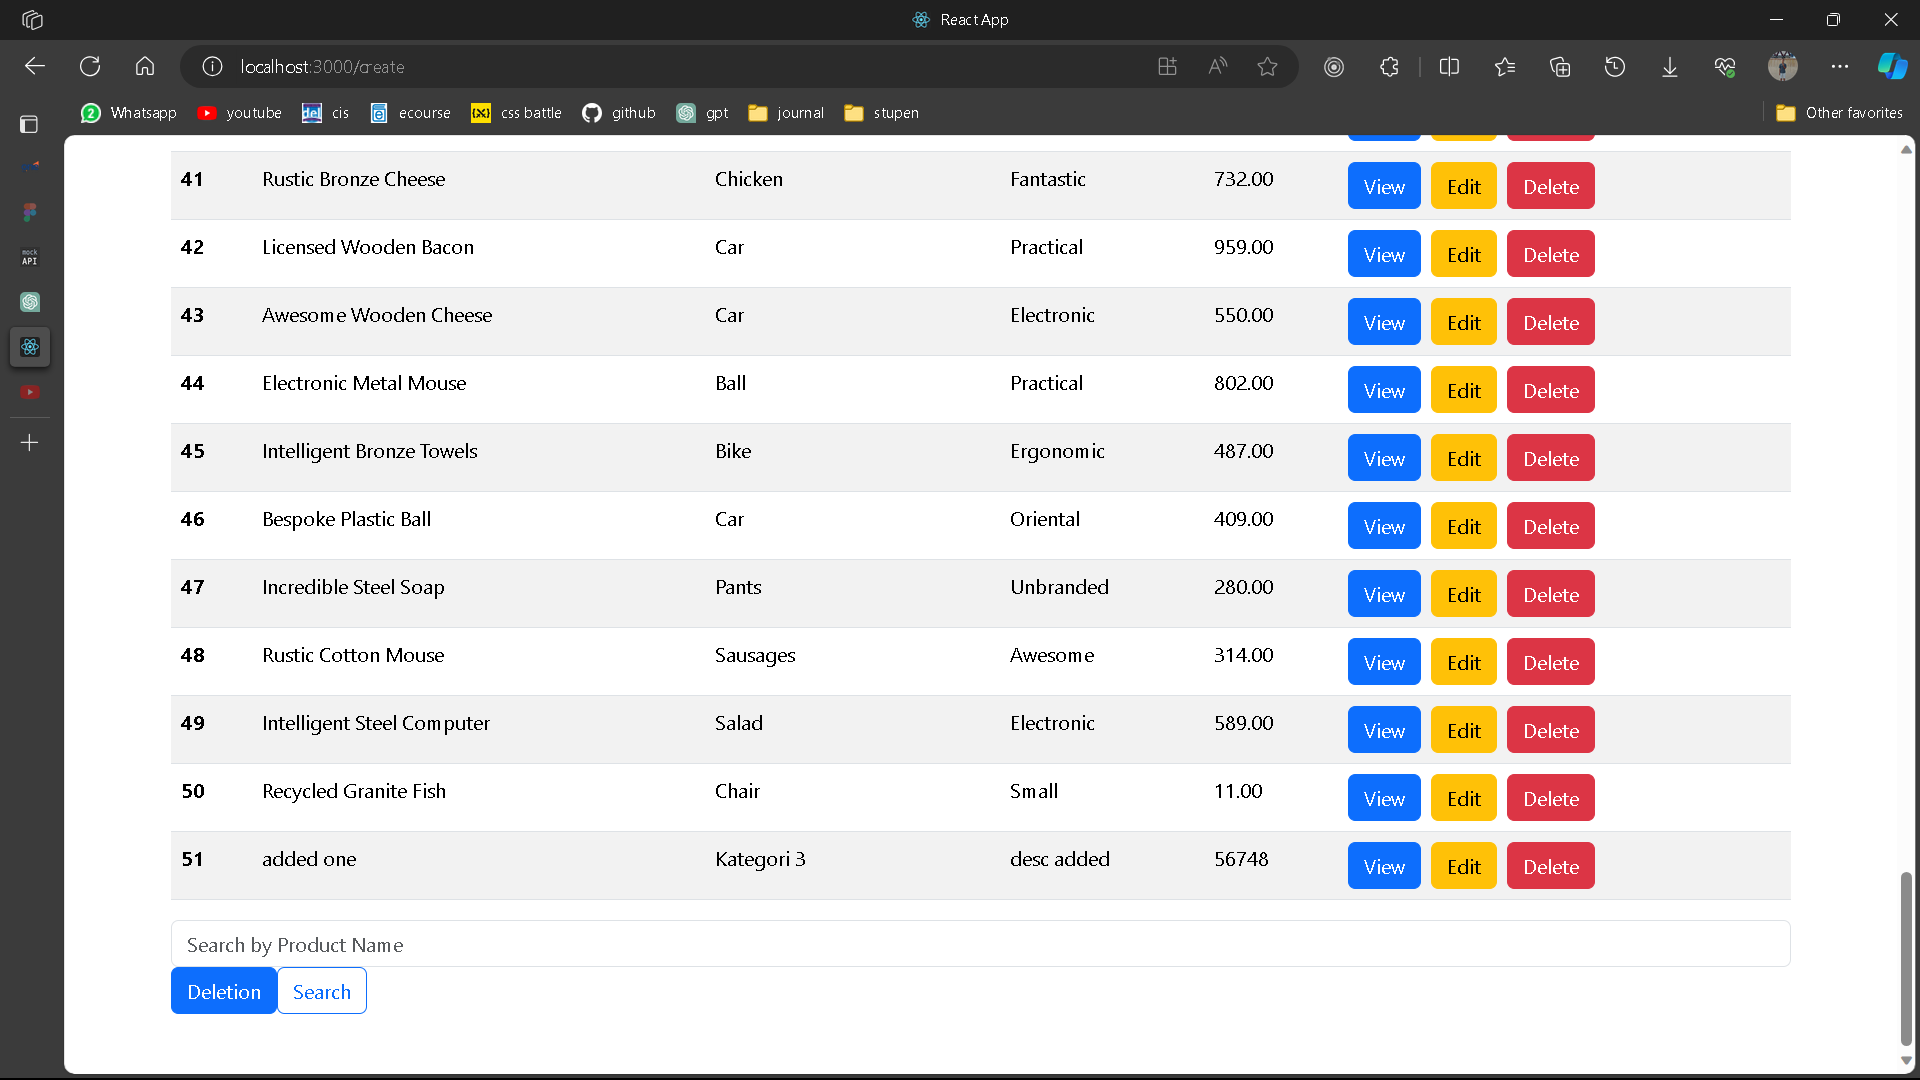 React App
localhost:3000/create
Whatsapp youtube cis ecourse css battle github gpt journal stupen Other favorites
41 Rustic Bronze Cheese Chicken Fantastic 732.00 View Edit Delete
42 Licensed Wooden Bacon Car Practical 959.00 View Edit Delete
43 Awesome Wooden Cheese Car Electronic 550.00 View Edit Delete
44 Electronic Metal Mouse Ball Practical 802.00 View Edit Delete
45 Intelligent Bronze Towels Bike Ergonomic 487.00 View Edit Delete
46 Bespoke Plastic Ball Car Oriental 409.00 View Edit Delete
47 Incredible Steel Soap Pants Unbranded 280.00 View Edit Delete
48 Rustic Cotton Mouse Sausages Awesome 314.00 View Edit Delete
49 Intelligent Steel Computer Salad Electronic 589.00 View Edit Delete
50 Recycled Granite Fish Chair Small 11.00 View Edit Delete
51 added one Kategori 3 desc added 56748 View Edit Delete
Search by Product Name
Deletion Search
mock
API
del
2